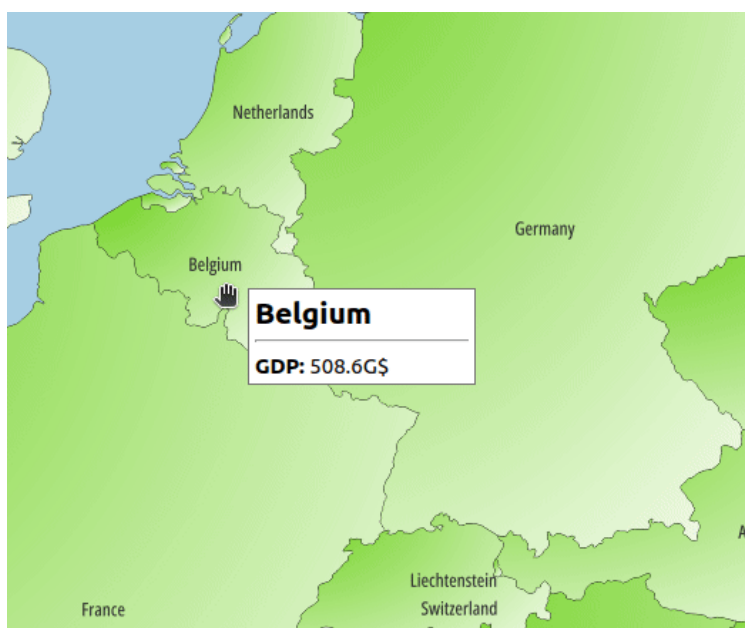 Netherlands
Germany
Belgium
Belgium
GDP: 508.6G$
Liechtenstein
Switzerland
France
A